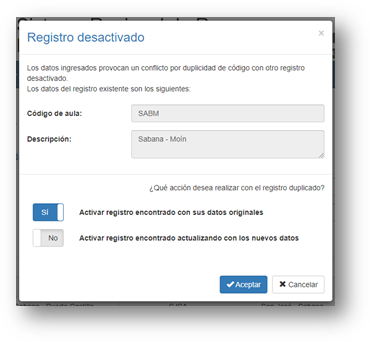 Registro desactivado
×
Los datos ingresados provocan un conflicto por duplicidad de código con otro registro
desactivado.
Los datos del registro existente son los siguientes:
Código de aula:
SABM
Descripción:
Sabana - Moín
¿Qué acción desea realizar con el registro duplicado?
Sí
Activar registro encontrado con sus datos originales
No
Activar registro encontrado actualizando con los nuevos datos
Aceptar
Cancelar